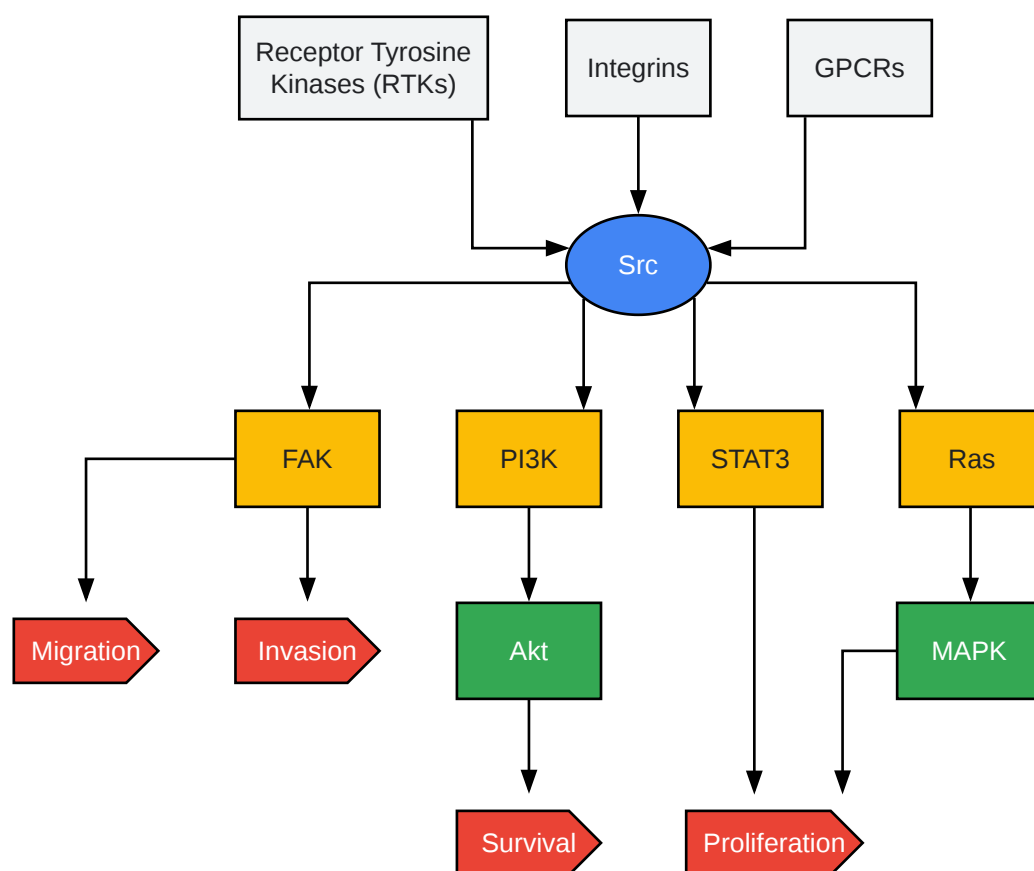 Receptor Tyrosine
Kinases (RTKs)
Integrins
GPCRs
Src
FAK
PI3K
STAT3
Ras
Migration
Invasion
Akt
MAPK
Survival
Proliferation